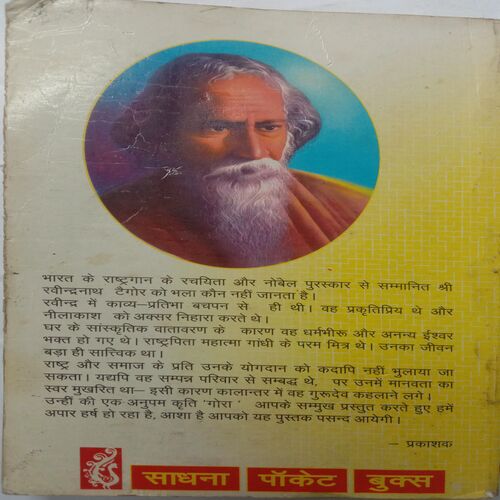 भारत के राष्ट्रगान के रचयिता और नोबेल पुरस्कार से सम्मानित श्री
रवीन्द्रनाथ टैगोर को भला कौन नहीं जानता है।
रवीन्द्र में काव्य–प्रतिभा बचपन से ही थी। वह प्रकृतिप्रिय थे और
नीलाकाश को अक्सर निहारा करते थे।
घर के सांस्कृतिक वातावरण के कारण वह धर्मभीरू और अनन्य ईश्वर
भक्त हो गए थे। राष्ट्रपिता महात्मा गांधी के परम मित्र थे। उनका जीवन
बड़ा ही सात्त्विक था।
राष्ट्र और समाज के प्रति उनके योगदान को कदापि नहीं भुलाया जा
सकता। यद्यपि वह सम्पन्न परिवार से सम्बद्ध थे, पर उनमें मानवता का
स्वर मुखरित था– इसी कारण कालान्तर में वह गुरूदेव कहलाने लगे।
उन्हीं की एक अनुपम कृति 'गोरा' आपके सम्मुख प्रस्तुत करते हुए हमें
अपार हर्ष हो रहा है, आशा है आपको यह पुस्तक पसन्द आयेगी।
– प्रकाशक
साधना पॉकेट बुक्स